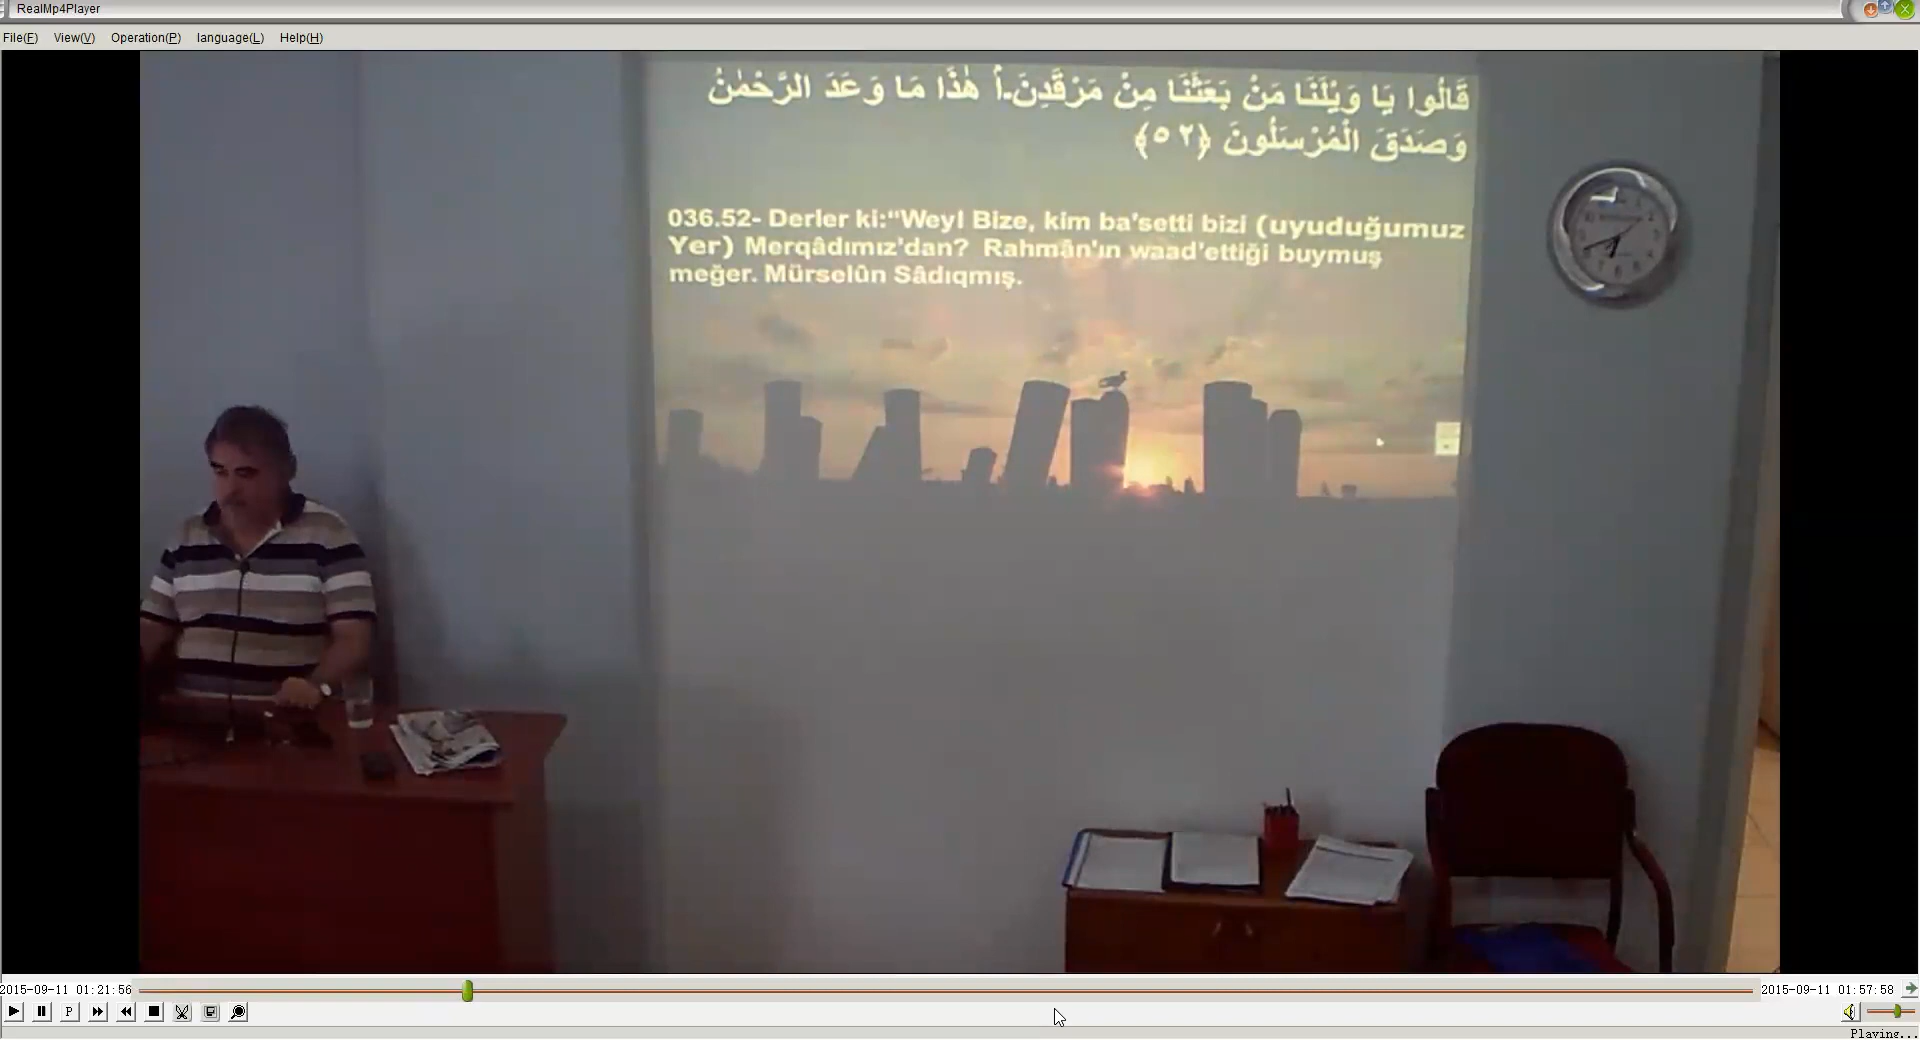 RealMp4Player
File(F) View(V) Operation(P) language(L) Help(H)
قَالُوا يَا وَيْلَنَا مَنْ بَعَثَنَا مِنْ مَرْقَدِنَـاۢ هٰذَا مَا وَعَدَ الرَّحْمٰنُ
وَصَدَقَ الْمُرْسَلُونَ ﴿٥٢﴾
036.52- Derler ki:"Weyl Bize, kim ba'setti bizi (uyuduğumuz
Yer) Merqâdımız'dan? Rahmân'ın waad'ettiği buymuş
meğer. Mürselûn Sâdıqmış.
2015-09-11 01:21:56
2015-09-11 01:57:58
P
Playing...